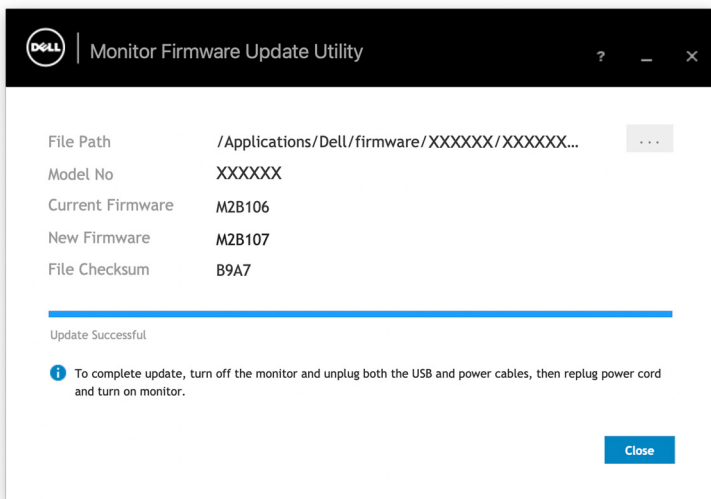 DELL
Monitor Firmware Update Utility
? _ ×
File Path /Applications/Dell/firmware/XXXXXX/XXXXXX... ...
Model No XXXXXX
Current Firmware M2B106
New Firmware M2B107
File Checksum B9A7
Update Successful
To complete update, turn off the monitor and unplug both the USB and power cables, then replug power cord
and turn on monitor.
Close